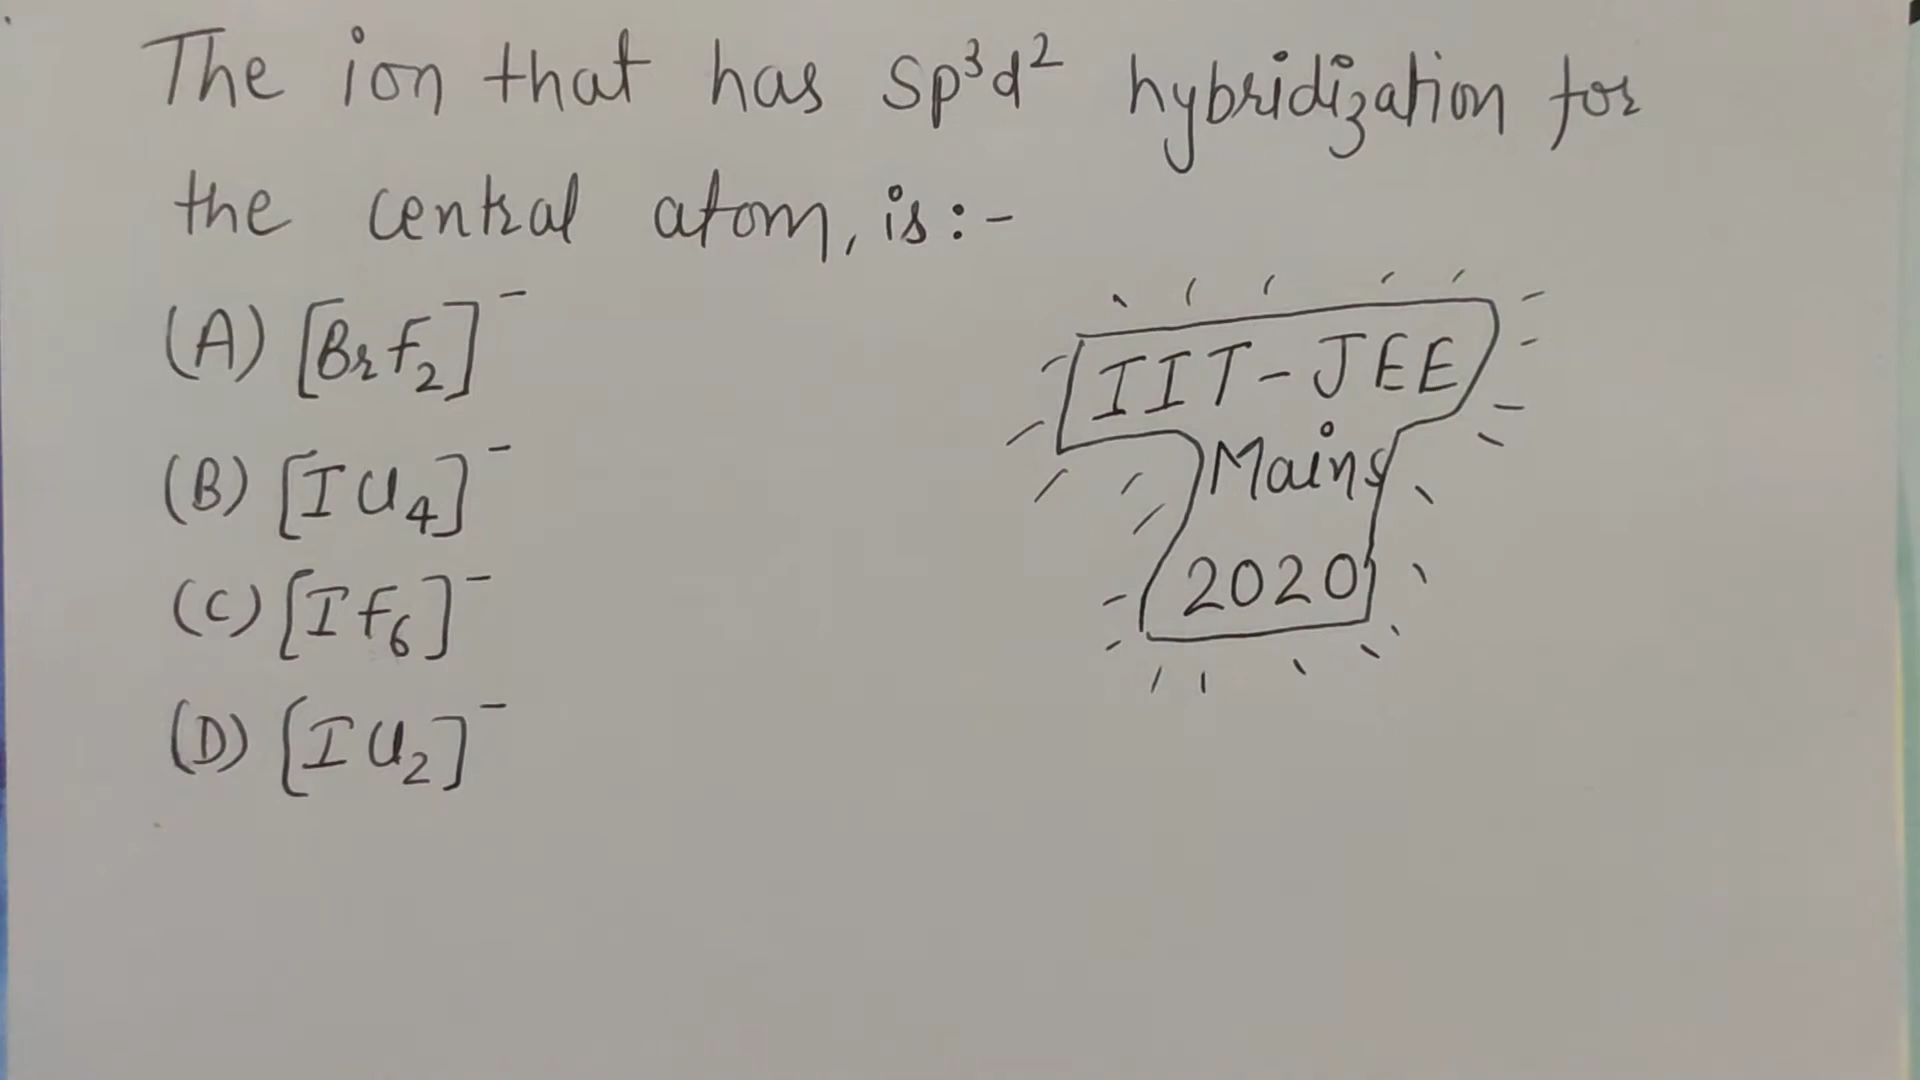 The ion that has sp³d² hybridization for
the central atom, is :-
(A) [BrF₂]⁻
(B) [ICl₄]⁻
(C) [IF₆]⁻
(D) [ICl₂]⁻
IIT-JEE
Mains
2020